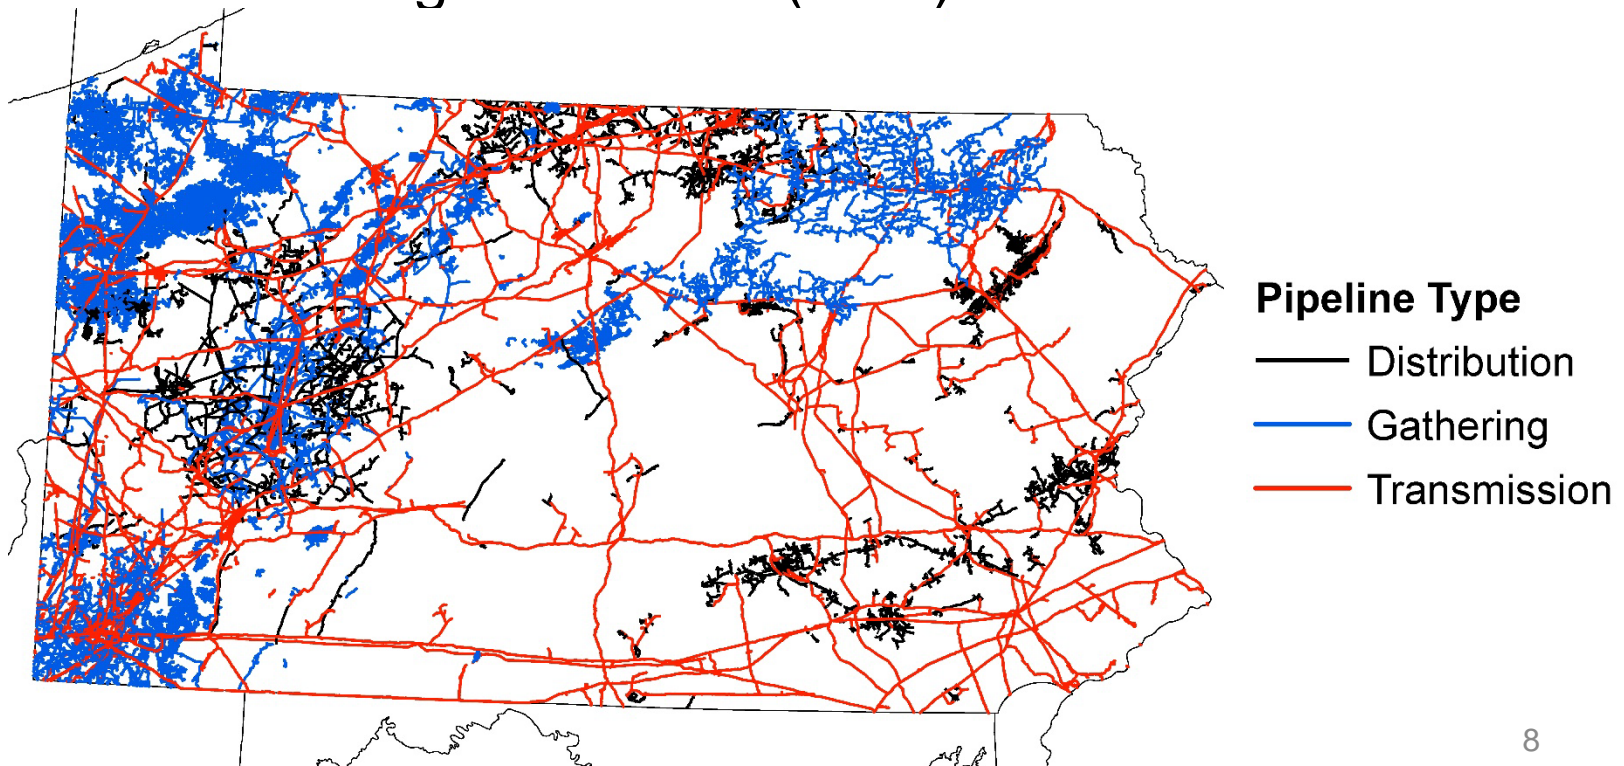 Pipeline Type
Distribution
Gathering
Transmission
8